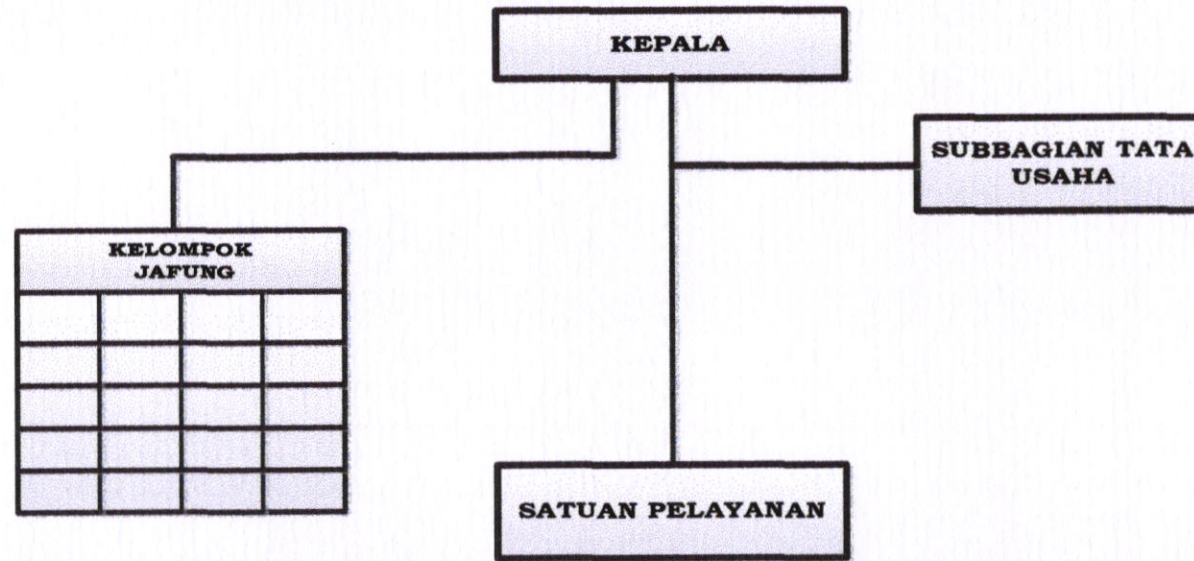 KEPALA
SUBBAGIAN TATA
USAHA
KELOMPOK
JAFUNG
SATUAN PELAYANAN